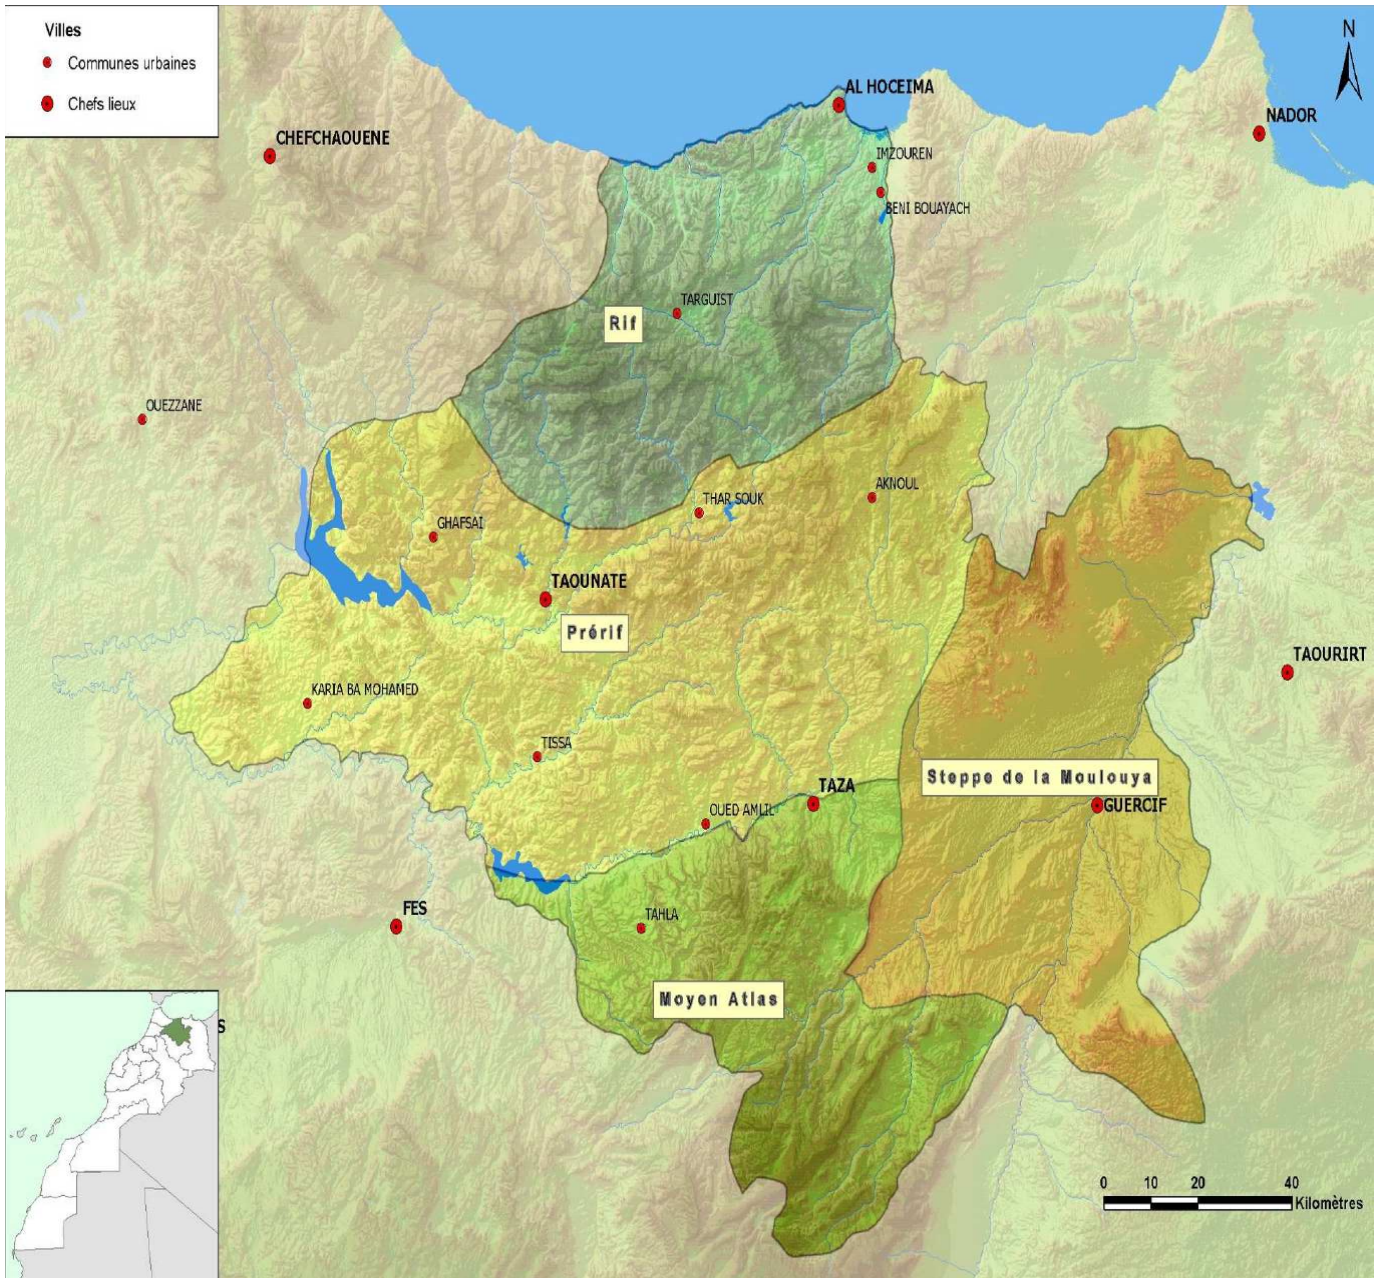 Villes
Communes urbaines
Chefs lieux
N
AL HOCEIMA
NADOR
CHEFCHAOUENE
IMZOUREN
BENI BOUAYACH
TARGUIST
Rif
OUEZZANE
AKNOUL
THAR SOUK
GHAFSAI
TAOUNATE
Prérif
TAOURIRT
KARIA BA MOHAMED
TISSA
Steppe de la Moulouya
TAZA
GUERCIF
OUED AMLIL
FES
TAHLA
Moyen Atlas
S
0 10 20 40
Kilomètres